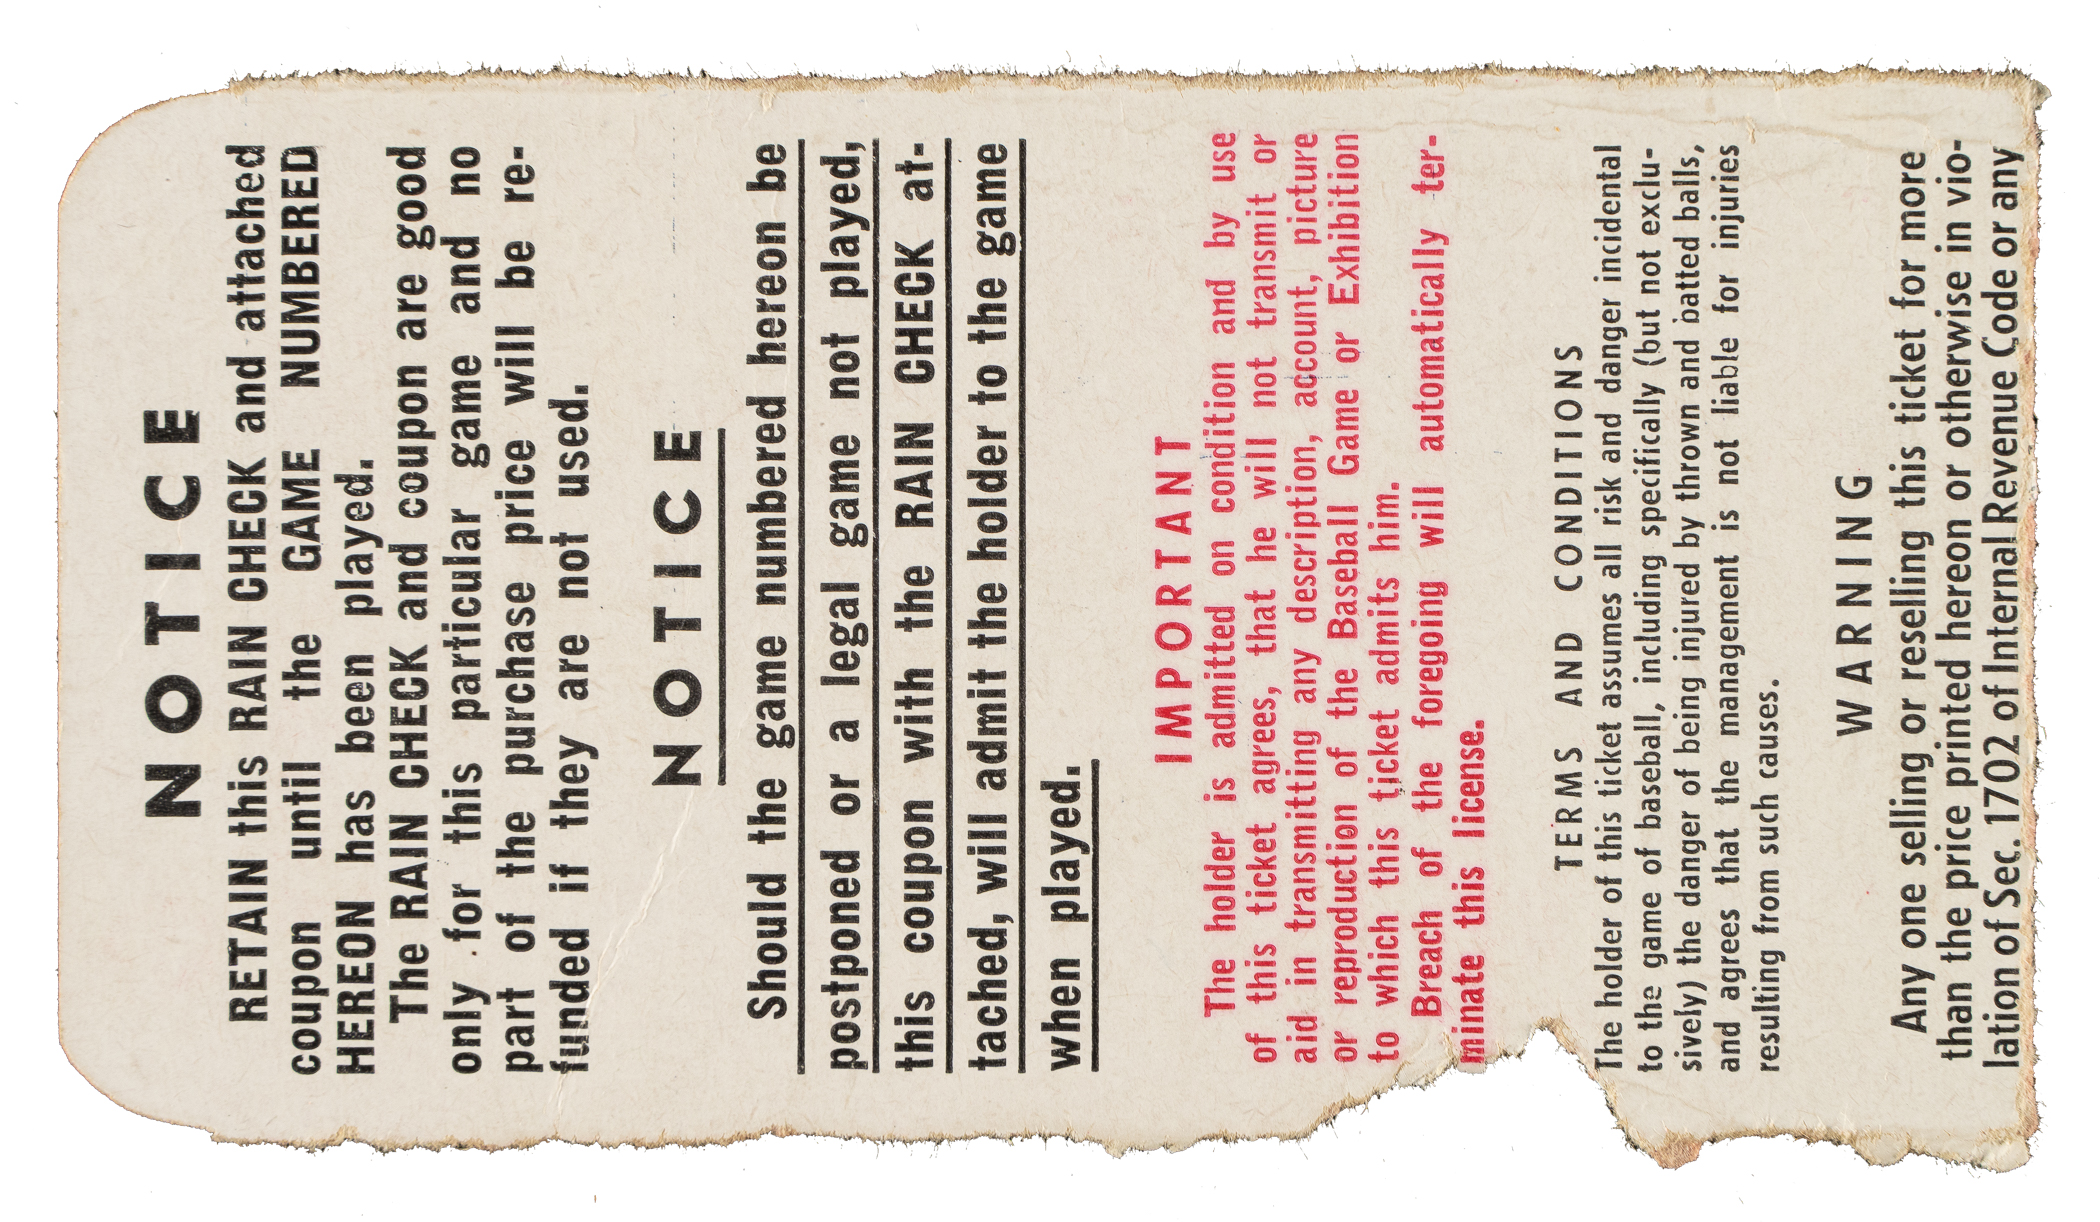 NOTICE
RETAIN this RAIN CHECK and attached
coupon until the GAME NUMBERED
HEREON has been played.
The RAIN CHECK and coupon are good
only for this particular game and no
part of the purchase price will be re-
funded if they are not used.
NOTICE
Should the game numbered hereon be
postponed or a legal game not played,
this coupon with the RAIN CHECK at-
tached, will admit the holder to the game
when played.
IMPORTANT
The holder is admitted on condition and by use
of this ticket agrees, that he will not transmit or
aid in transmitting any description, account, picture
or reproduction of the Baseball Game or Exhibition
to which this ticket admits him.
Breach of the foregoing will automatically ter-
minate this license.
TERMS AND CONDITIONS
The holder of this ticket assumes all risk and danger incidental
to the game of baseball, including specifically (but not exclu-
sively) the danger of being injured by thrown and batted balls,
and agrees that the management is not liable for injuries
resulting from such causes.
WARNING
Any one selling or reselling this ticket for more
than the price printed hereon or otherwise in vio-
lation of Sec. 1702 of Internal Revenue Code or any